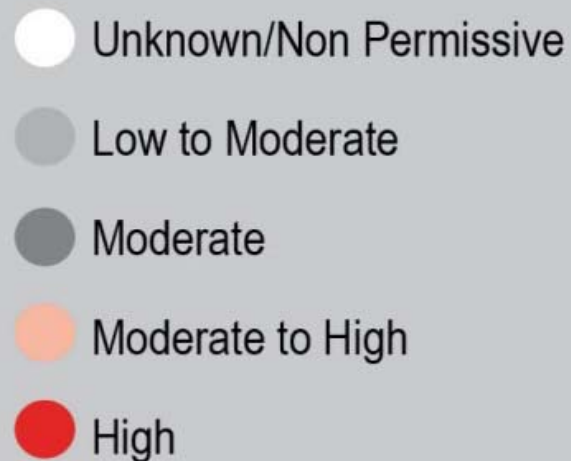 Unknown/Non Permissive
Low to Moderate
Moderate
Moderate to High
High